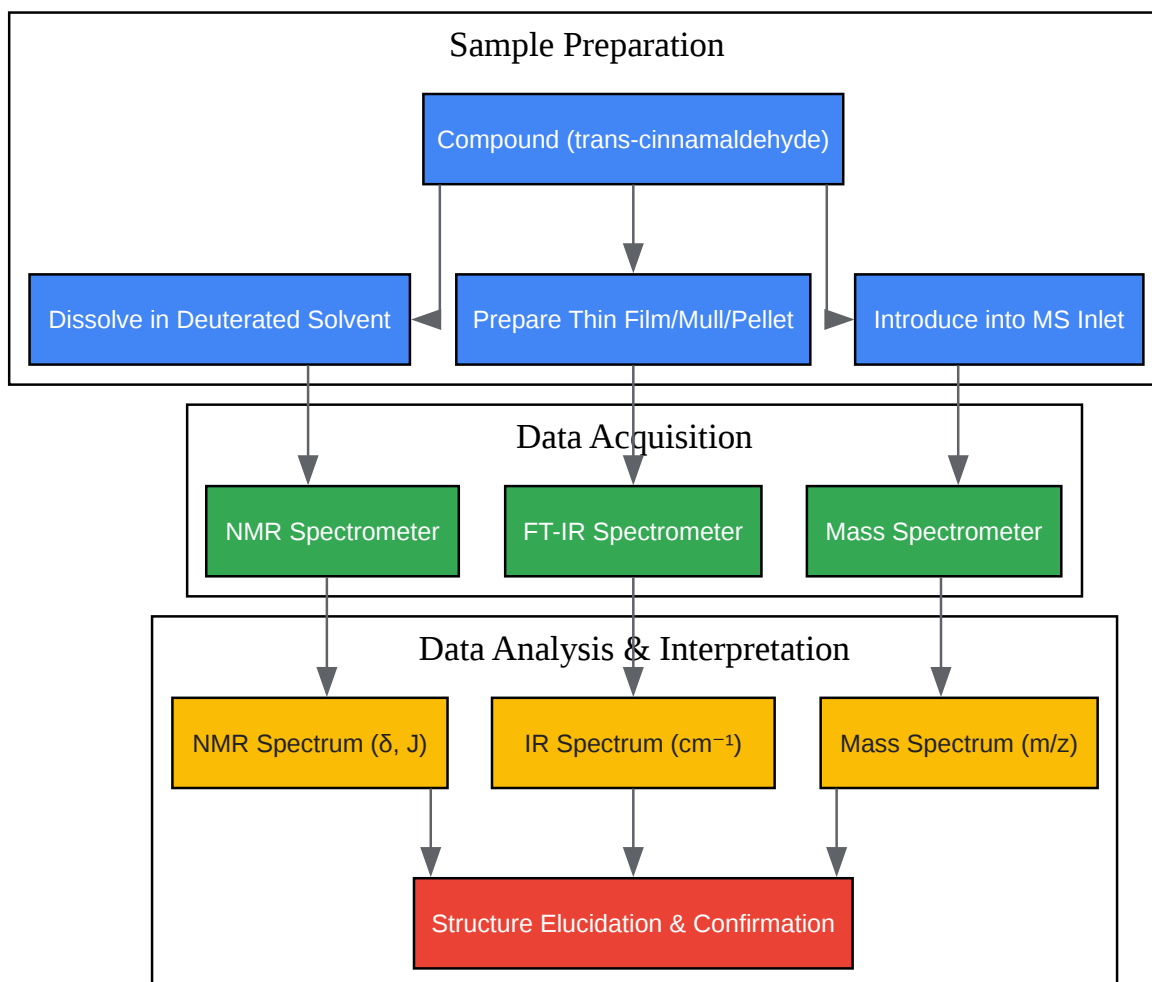 Sample Preparation
Compound (trans-cinnamaldehyde)
Dissolve in Deuterated Solvent
Prepare Thin Film/Mull/Pellet
Introduce into MS Inlet
Data Acquisition
NMR Spectrometer
FT-IR Spectrometer
Mass Spectrometer
Data Analysis & Interpretation
NMR Spectrum (δ, J)
IR Spectrum (cm⁻¹)
Mass Spectrum (m/z)
Structure Elucidation & Confirmation